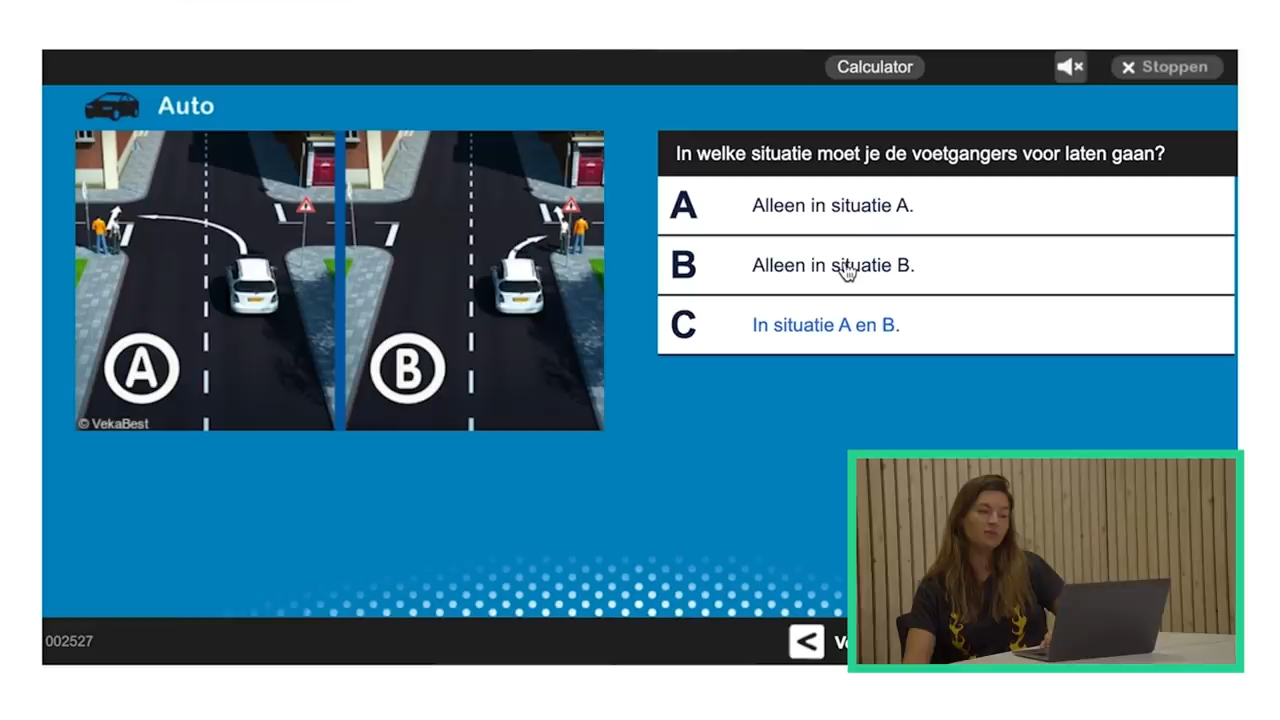 Calculator
Stoppen
Auto
In welke situatie moet je de voetgangers voor laten gaan?
A Alleen in situatie A.
B Alleen in situatie B.
C In situatie A en B.
A
B
© VekaBest
002527
<